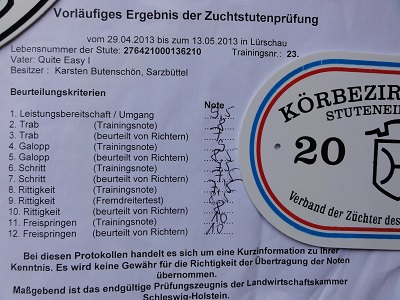 Vorläufiges Ergebnis der Zuchtstutenprüfung
vom 29.04.2013 bis zum 13.05.2013 in Lürschau
Lebensnummer der Stute: 276421000136210 Trainingsnr.: 23.
Vater: Quite Easy I
Besitzer : Karsten Butenschön, Sarzbüttel
Beurteilungskriterien Note
1. Leistungsbereitschaft / Umgang
2. Trab (Trainingsnote)
3. Trab (beurteilt von Richtern)
4. Galopp (Trainingsnote)
5. Galopp (beurteilt von Richtern)
6. Schritt (Trainingsnote)
7. Schritt (beurteilt von Richtern)
8. Rittigkeit (Trainingsnote)
9. Rittigkeit (Fremdreitertest)
10. Rittigkeit (beurteilt von Richtern)
11. Freispringen (Trainingsnote)
12. Freispringen (beurteilt von Richtern) 10
Bei diesen Protokollen handelt es sich um eine Kurzinformation zu Ihrer
Kenntnis. Es wird keine Gewähr für die Richtigkeit der Übertragung der Noten
übernommen.
Maßgebend ist das endgültige Prüfungszeugnis der Landwirtschaftskammer
Schleswig-Holstein.
KÖRBEZIR
STUTENEI
20
Verband der Züchter des